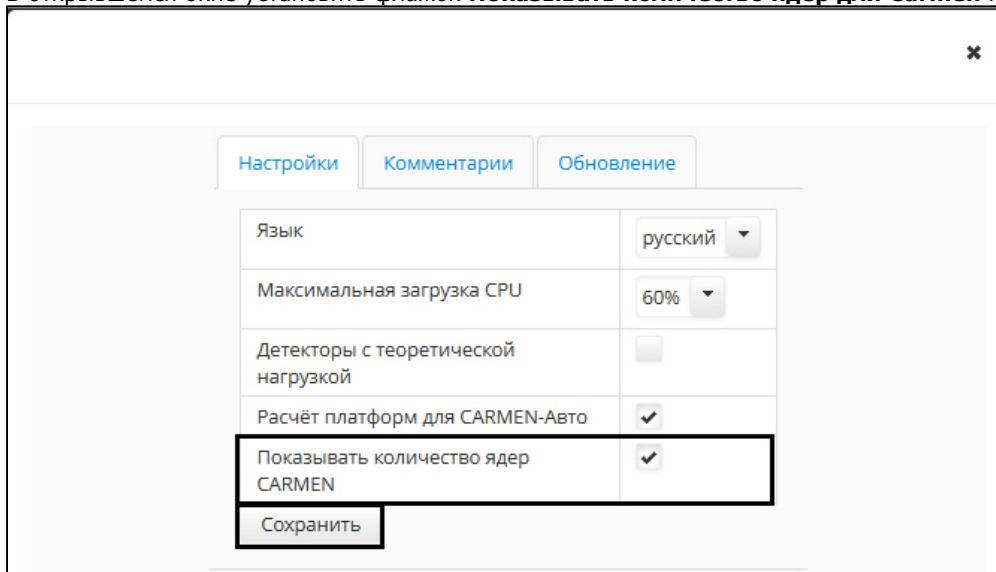 Настройки Комментарии Обновление
Язык русский
Максимальная загрузка CPU 60%
Детекторы с теоретической
нагрузкой
Расчёт платформ для CARMEN-Авто
Показывать количество ядер
CARMEN
Сохранить